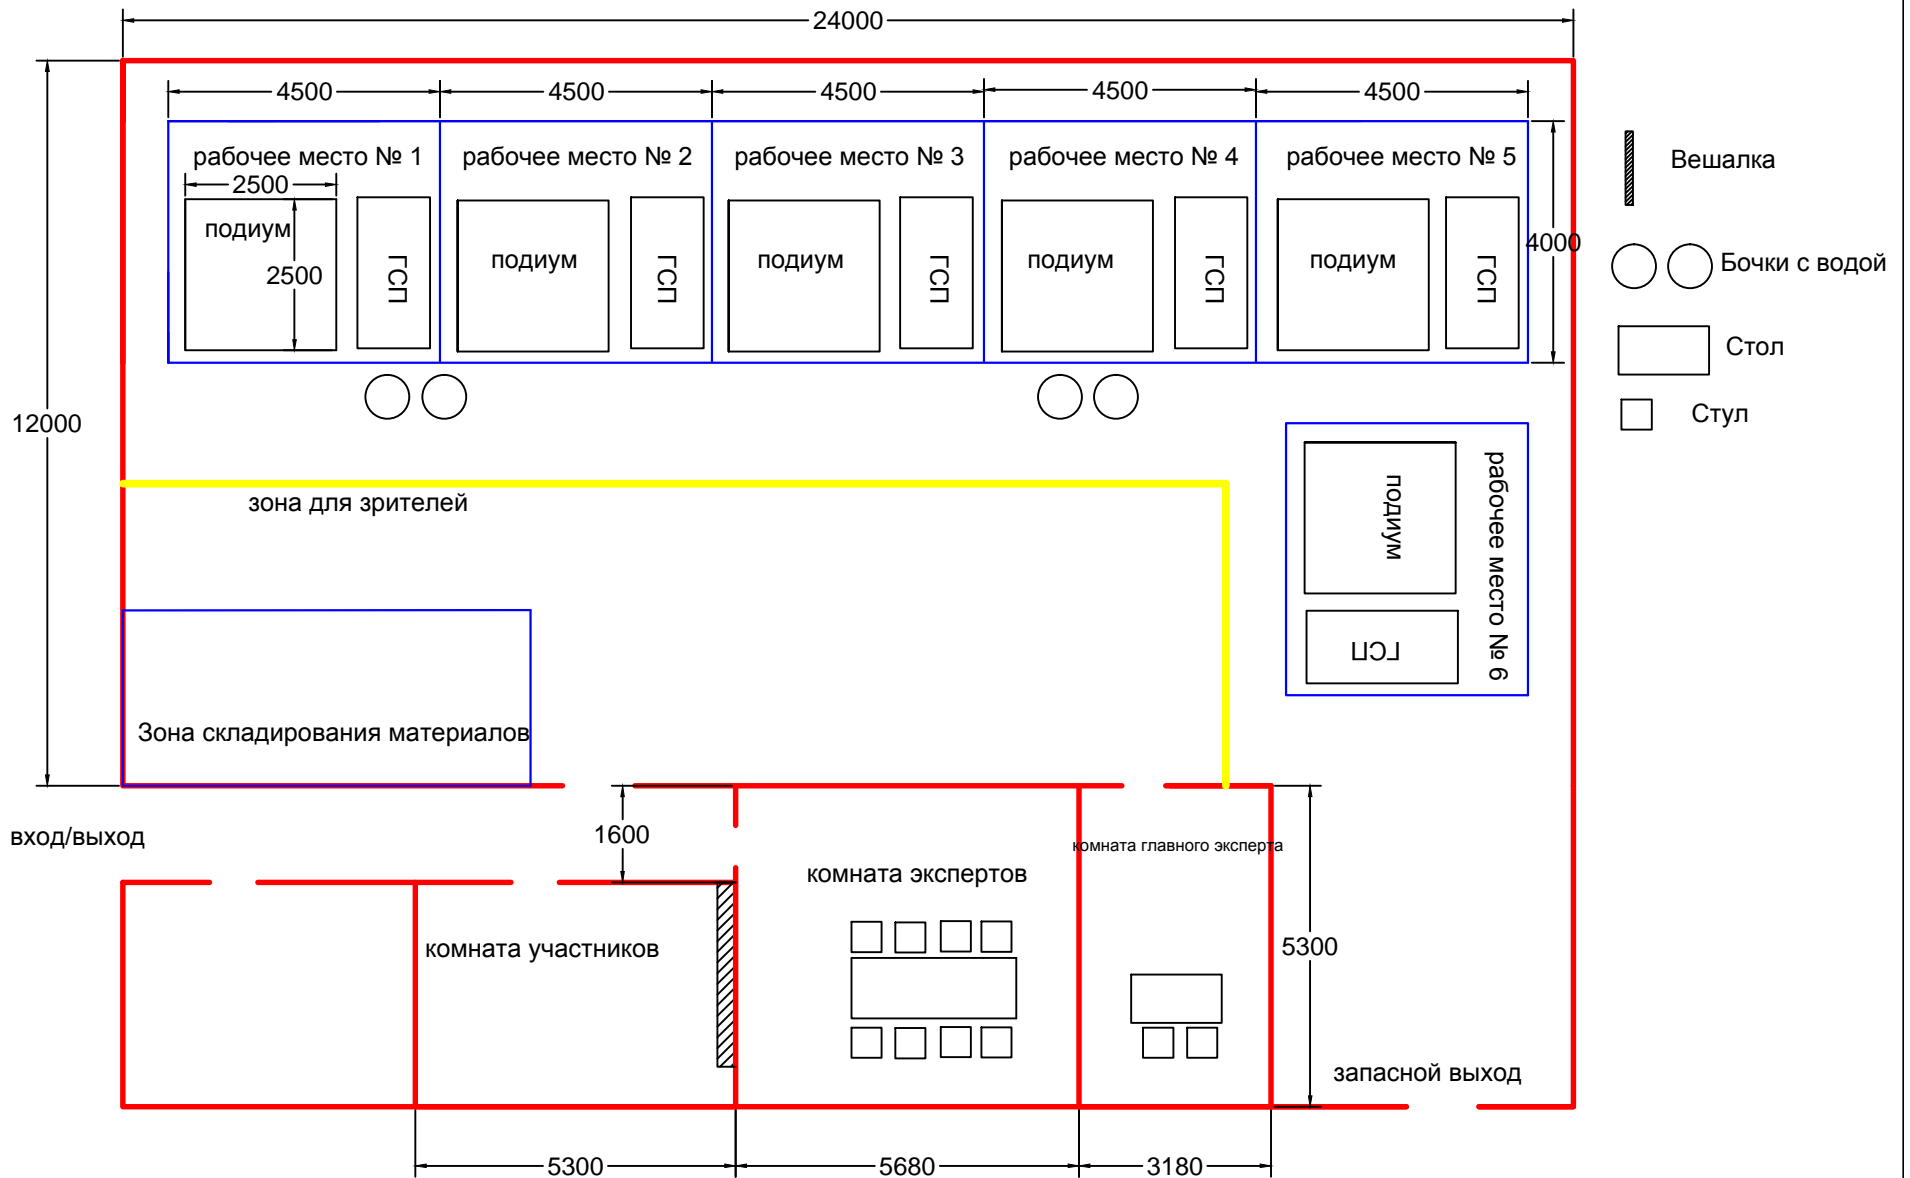 24000
4500
4500
4500
4500
4500
рабочее место № 1
рабочее место № 2
рабочее место № 3
рабочее место № 4
рабочее место № 5
Вешалка
2500
подиум
2500
ГСП
подиум
ГСП
подиум
ГСП
подиум
ГСП
подиум
ГСП
4000
Бочки с водой
Стол
Стул
12000
зона для зрителей
подиум
рабочее место № 6
ГСП
Зона складирования материалов
вход/выход
1600
комната главного эксперта
комната экспертов
комната участников
5300
запасной выход
5300
5680
3180